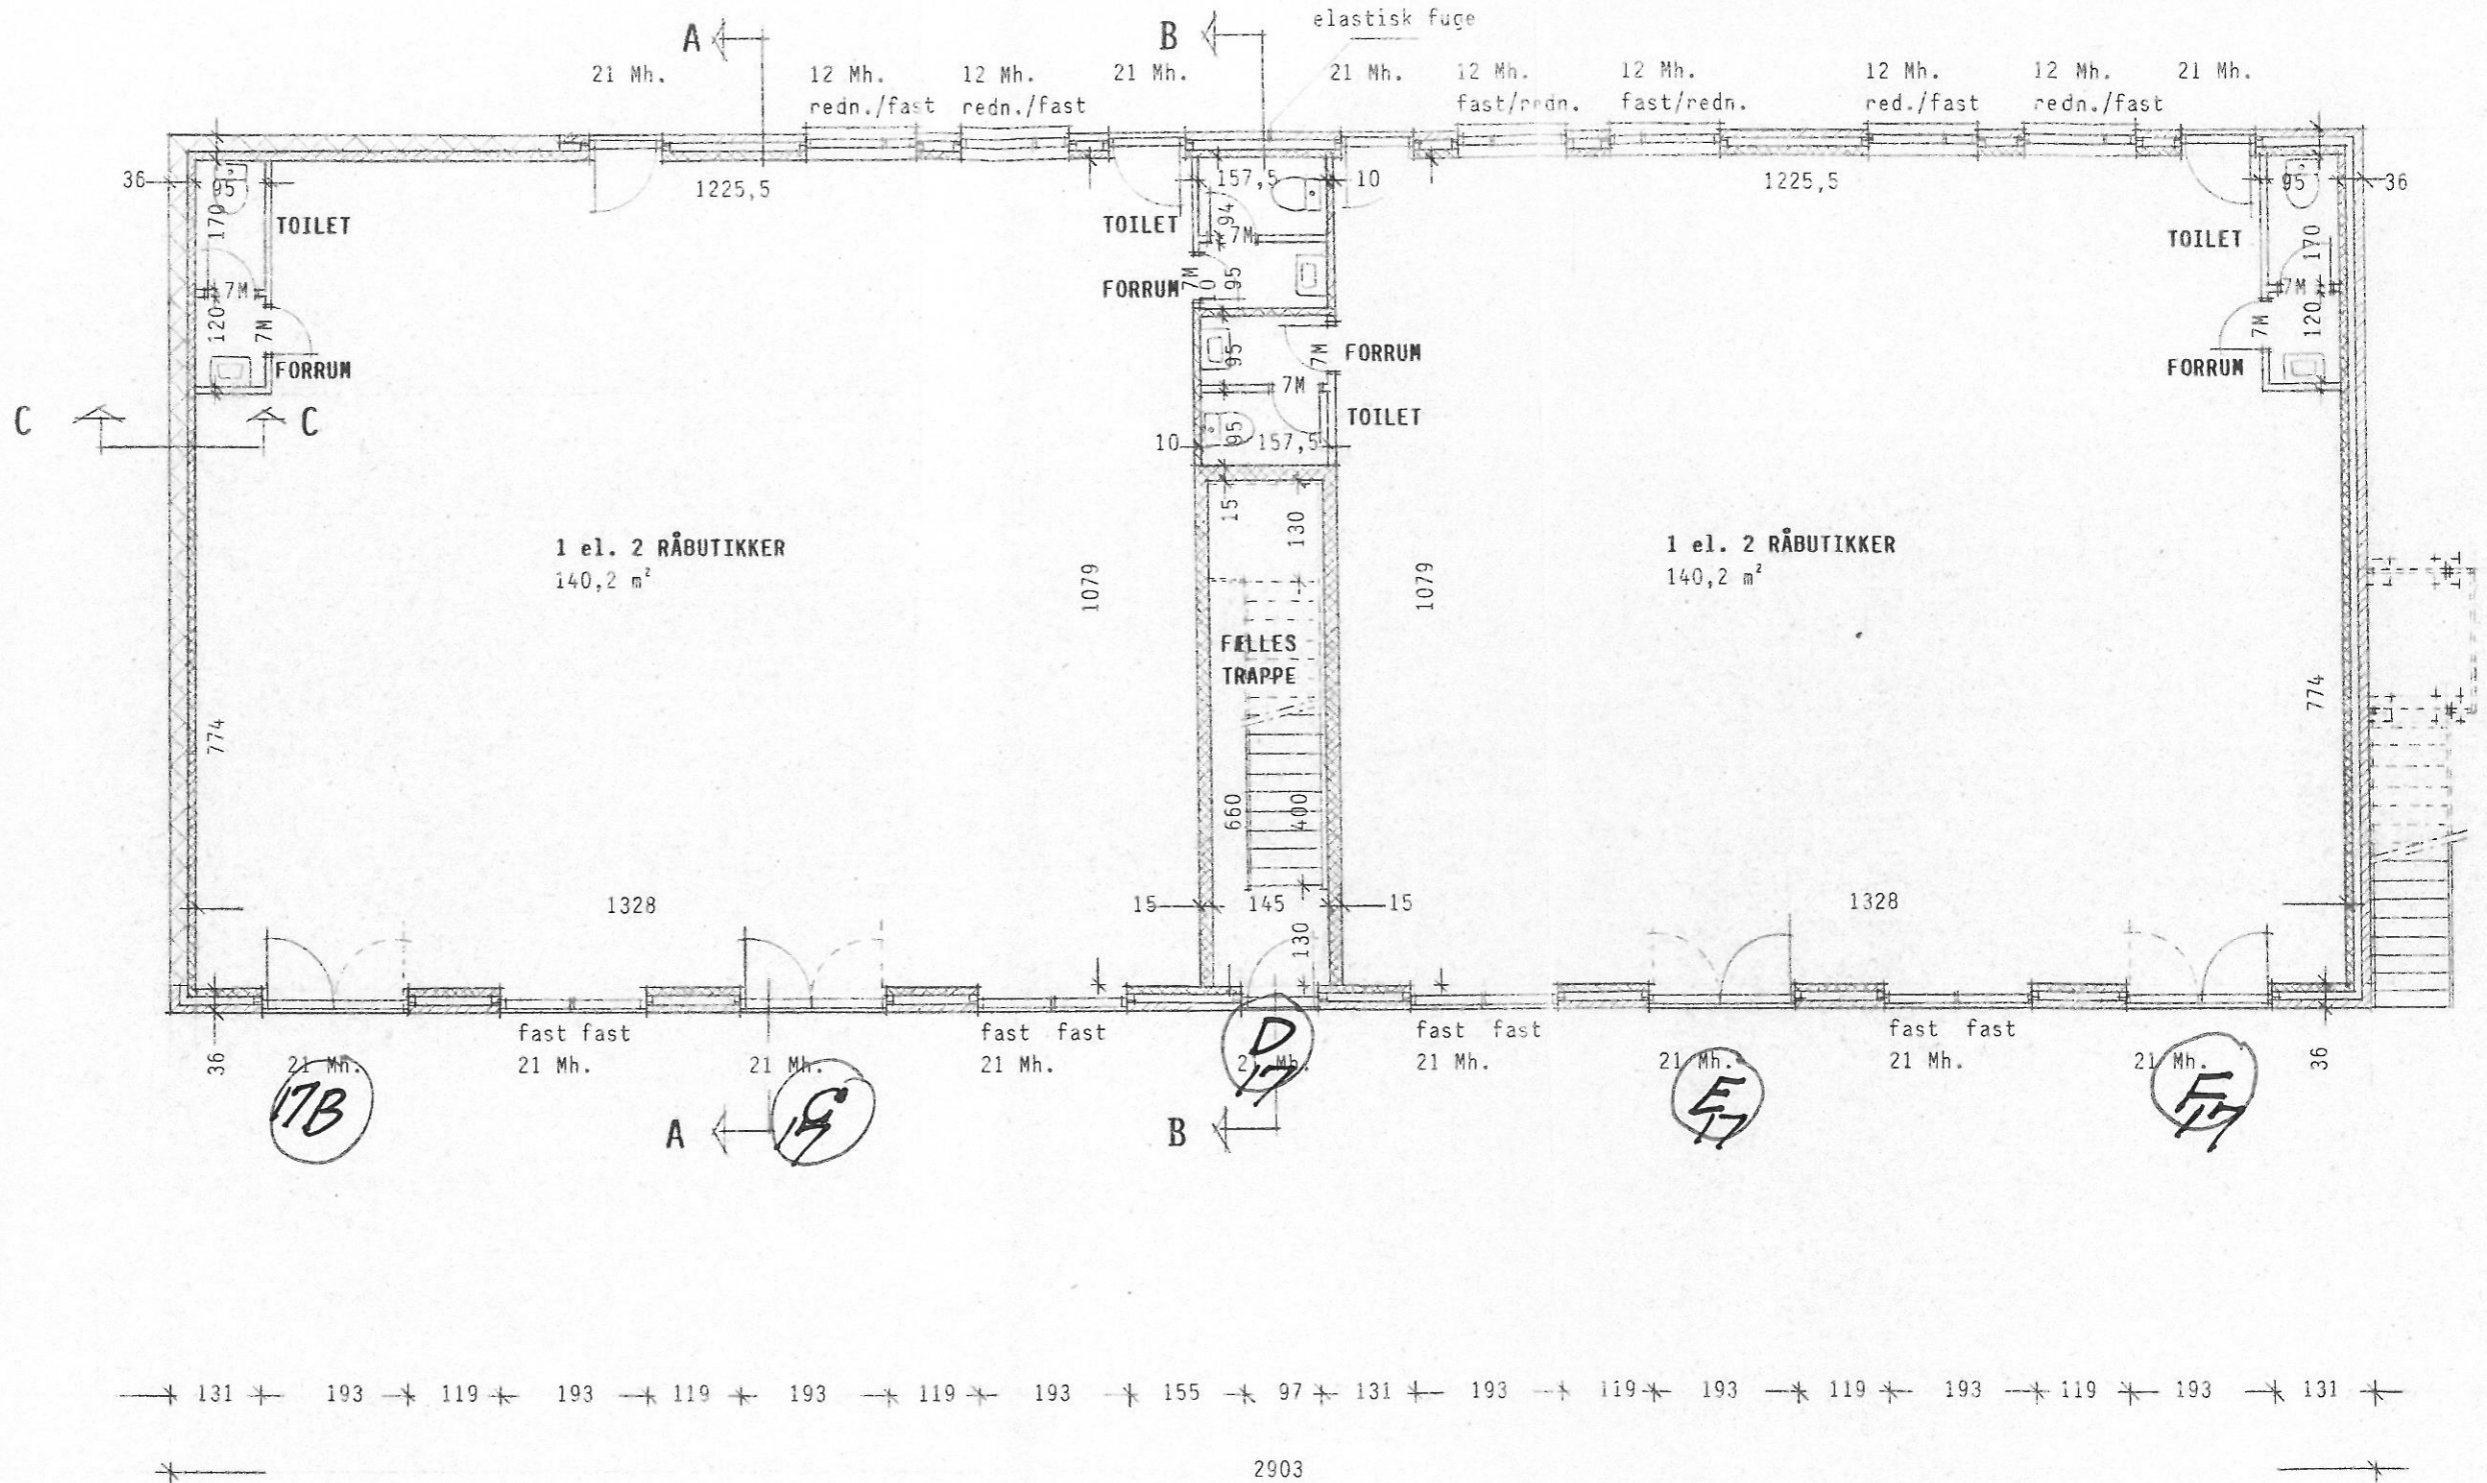 elastisk fuge
A
B
21 Mh.
12 Mh.
redn./fast
12 Mh.
redn./fast
21 Mh.
21 Mh.
12 Mh.
fast/redn.
12 Mh.
fast/redn.
12 Mh.
red./fast
12 Mh.
redn./fast
21 Mh.
36
95
1225,5
157,5
10
1225,5
95
36
170
TOILET
TOILET
94
7M
TOILET
170
7M
FORRUM
7M
95
7M
120
7M
FORRUM
95
7M
FORRUM
7M
120
FORRUM
C
C
7M
TOILET
10
95
157,5
15
130
1 el. 2 RÅBUTIKKER
140,2 m²
1 el. 2 RÅBUTIKKER
140,2 m²
1079
1079
FÆLLES
TRAPPE
774
774
660
400
1328
15
145
15
1328
130
36
fast fast
21 Mh.
21 Mh.
21 Mh.
fast fast
21 Mh.
21 Mh.
fast fast
21 Mh.
21 Mh.
fast fast
21 Mh.
21 Mh.
36
17B
C
17
D
17
E
17
F
17
A
B
131 193 119 193 119 193 119 193 155 97 131 193 119 193 119 193 119 193 131
2903